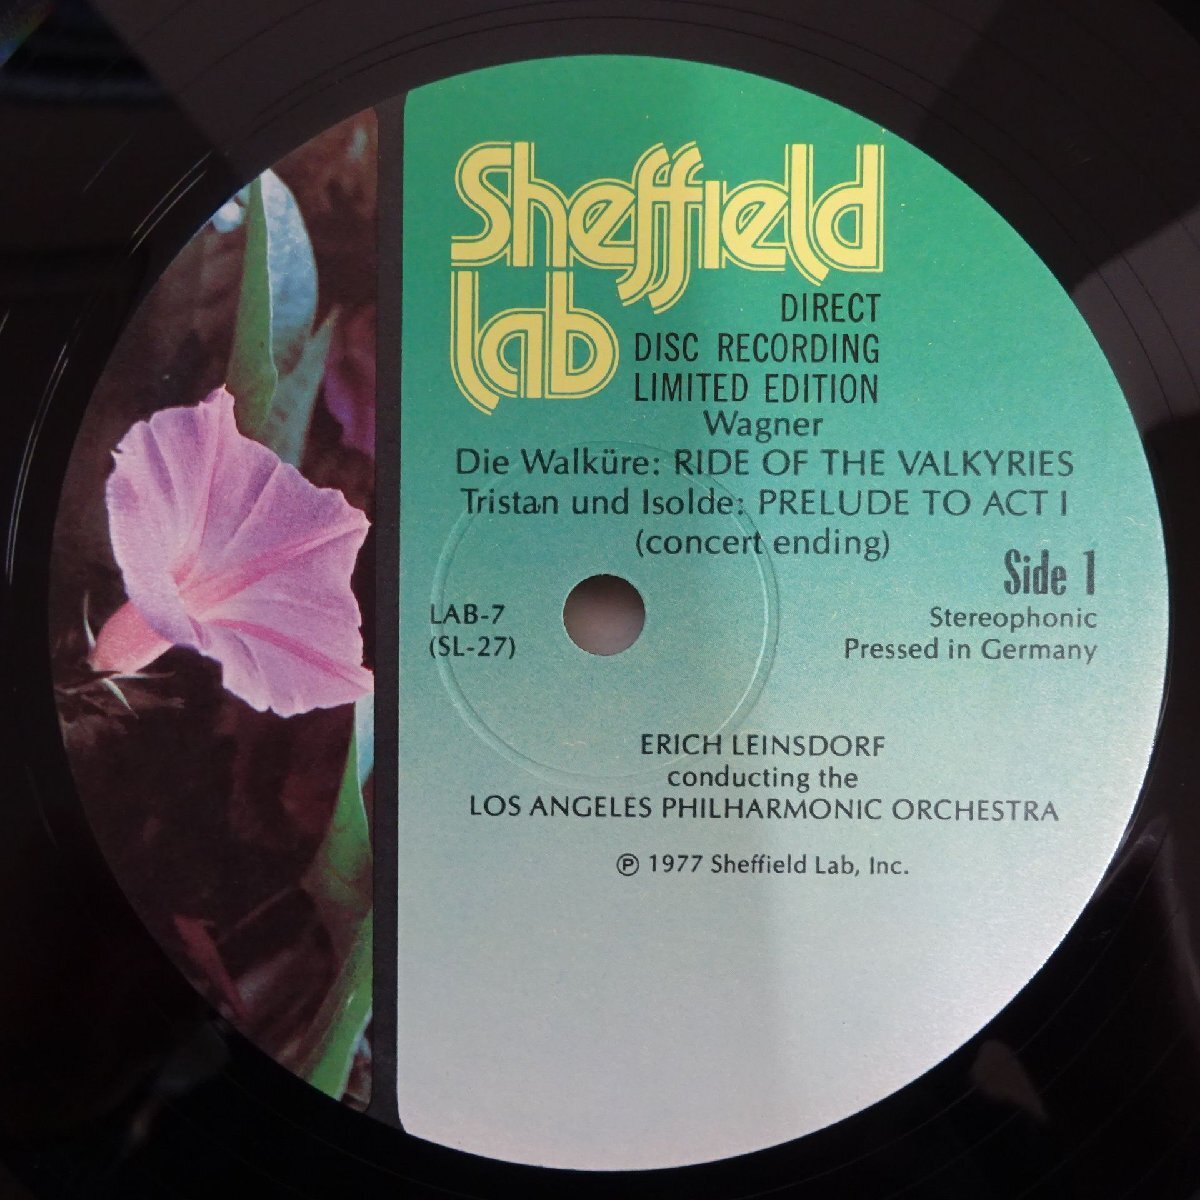 Sheffield
Lab
DIRECT
DISC RECORDING
LIMITED EDITION
Wagner
Die Walküre: RIDE OF THE VALKYRIES
Tristan und Isolde: PRELUDE TO ACT I
(concert ending)
Side 1
LAB-7
Stereophonic
(SL-27)
Pressed in Germany
ERICH LEINSDORF
conducting the
LOS ANGELES PHILHARMONIC ORCHESTRA
℗ 1977 Sheffield Lab, Inc.